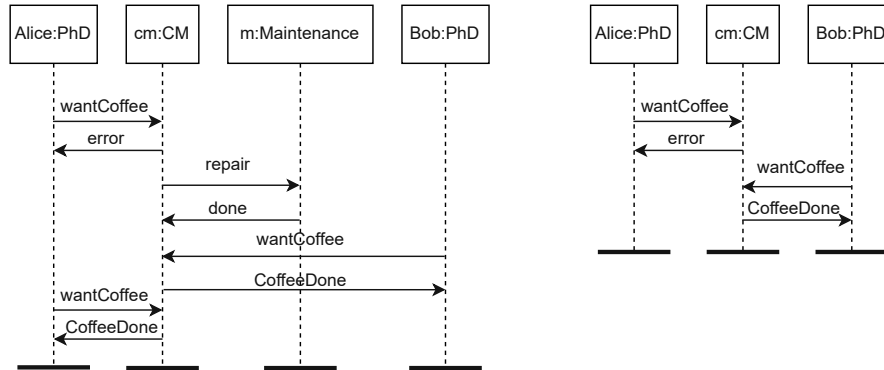 Alice:PhD
cm:CM
m:Maintenance
Bob:PhD
wantCoffee
error
repair
done
wantCoffee
CoffeeDone
wantCoffee
CoffeeDone
Alice:PhD
cm:CM
Bob:PhD
wantCoffee
error
wantCoffee
CoffeeDone